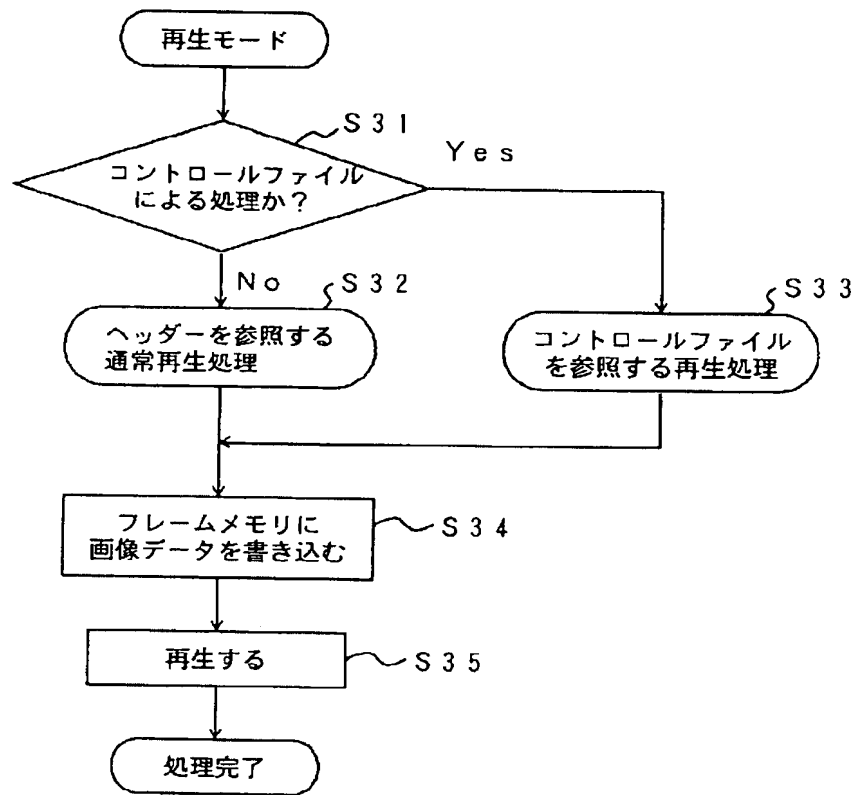 再生モード
S31
コントロールファイル
による処理か?
Yes
No
S32
ヘッダーを参照する
通常再生処理
S33
コントロールファイル
を参照する再生処理
フレームメモリに
画像データを書き込む
S34
再生する
S35
処理完了